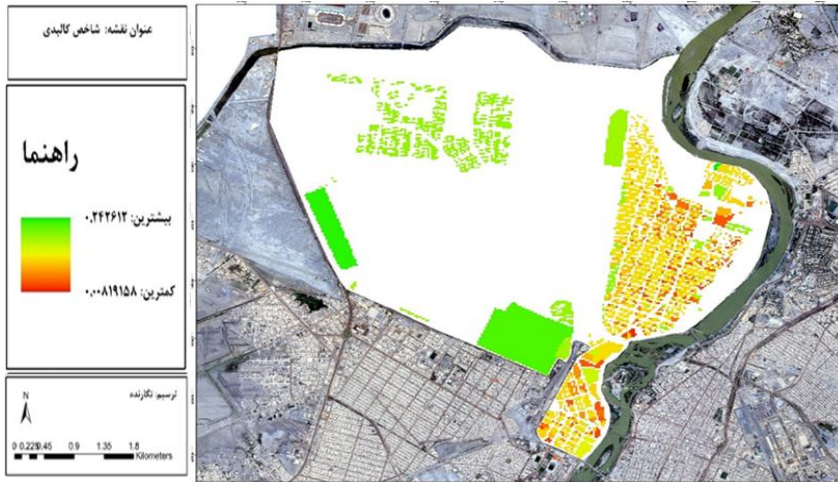 عنوان نقشه: شاخص کالبدی
راهنما
بیشترین: ۰.۲۴۲۶۱۲
کمترین: ۰.۰۰۸۱۹۱۵۸
ترسیم: نگارنده
N
0 0.225 0.45 0.9 1.35 1.8
Kilometers